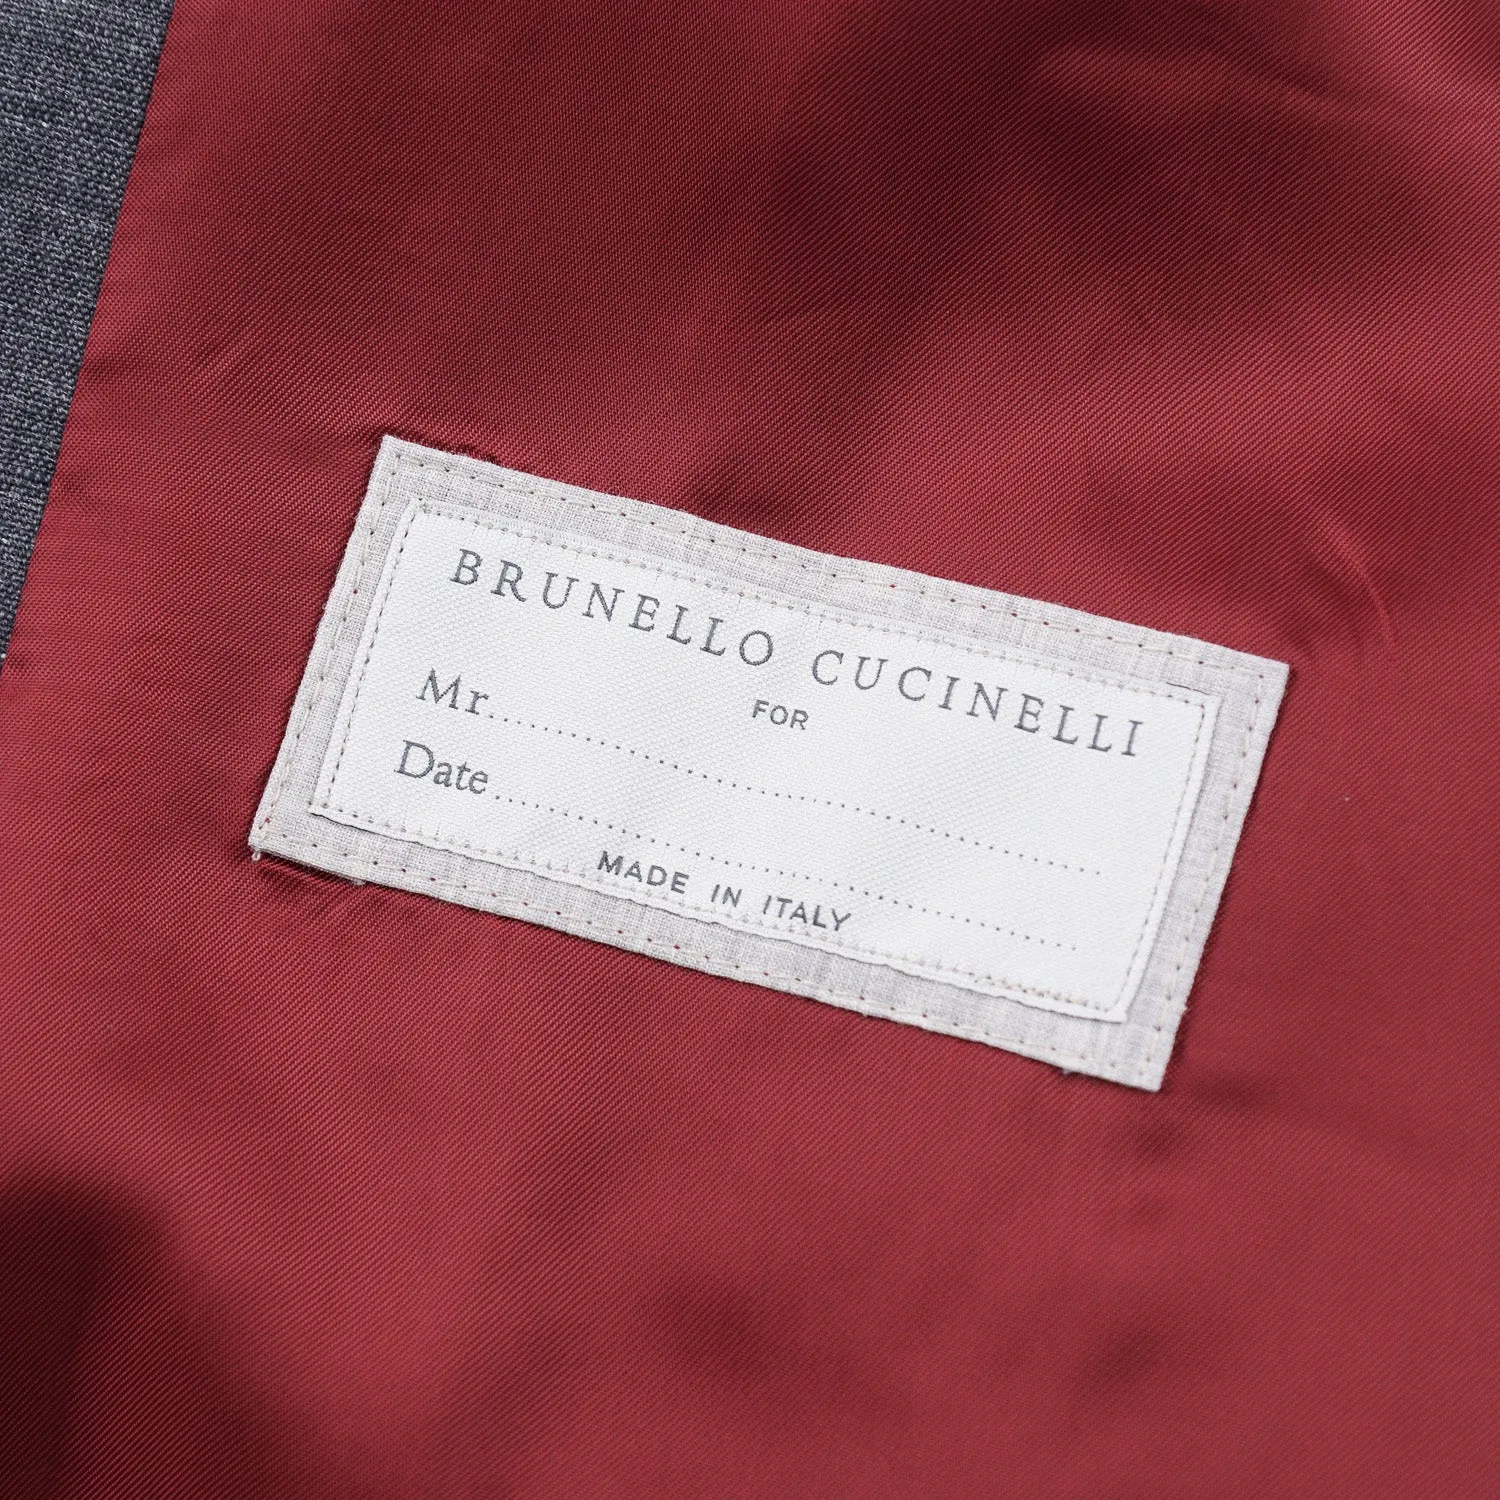 BRUNELLO CUCINELLI
FOR
Mr........................................................
Date........................................................
MADE IN ITALY